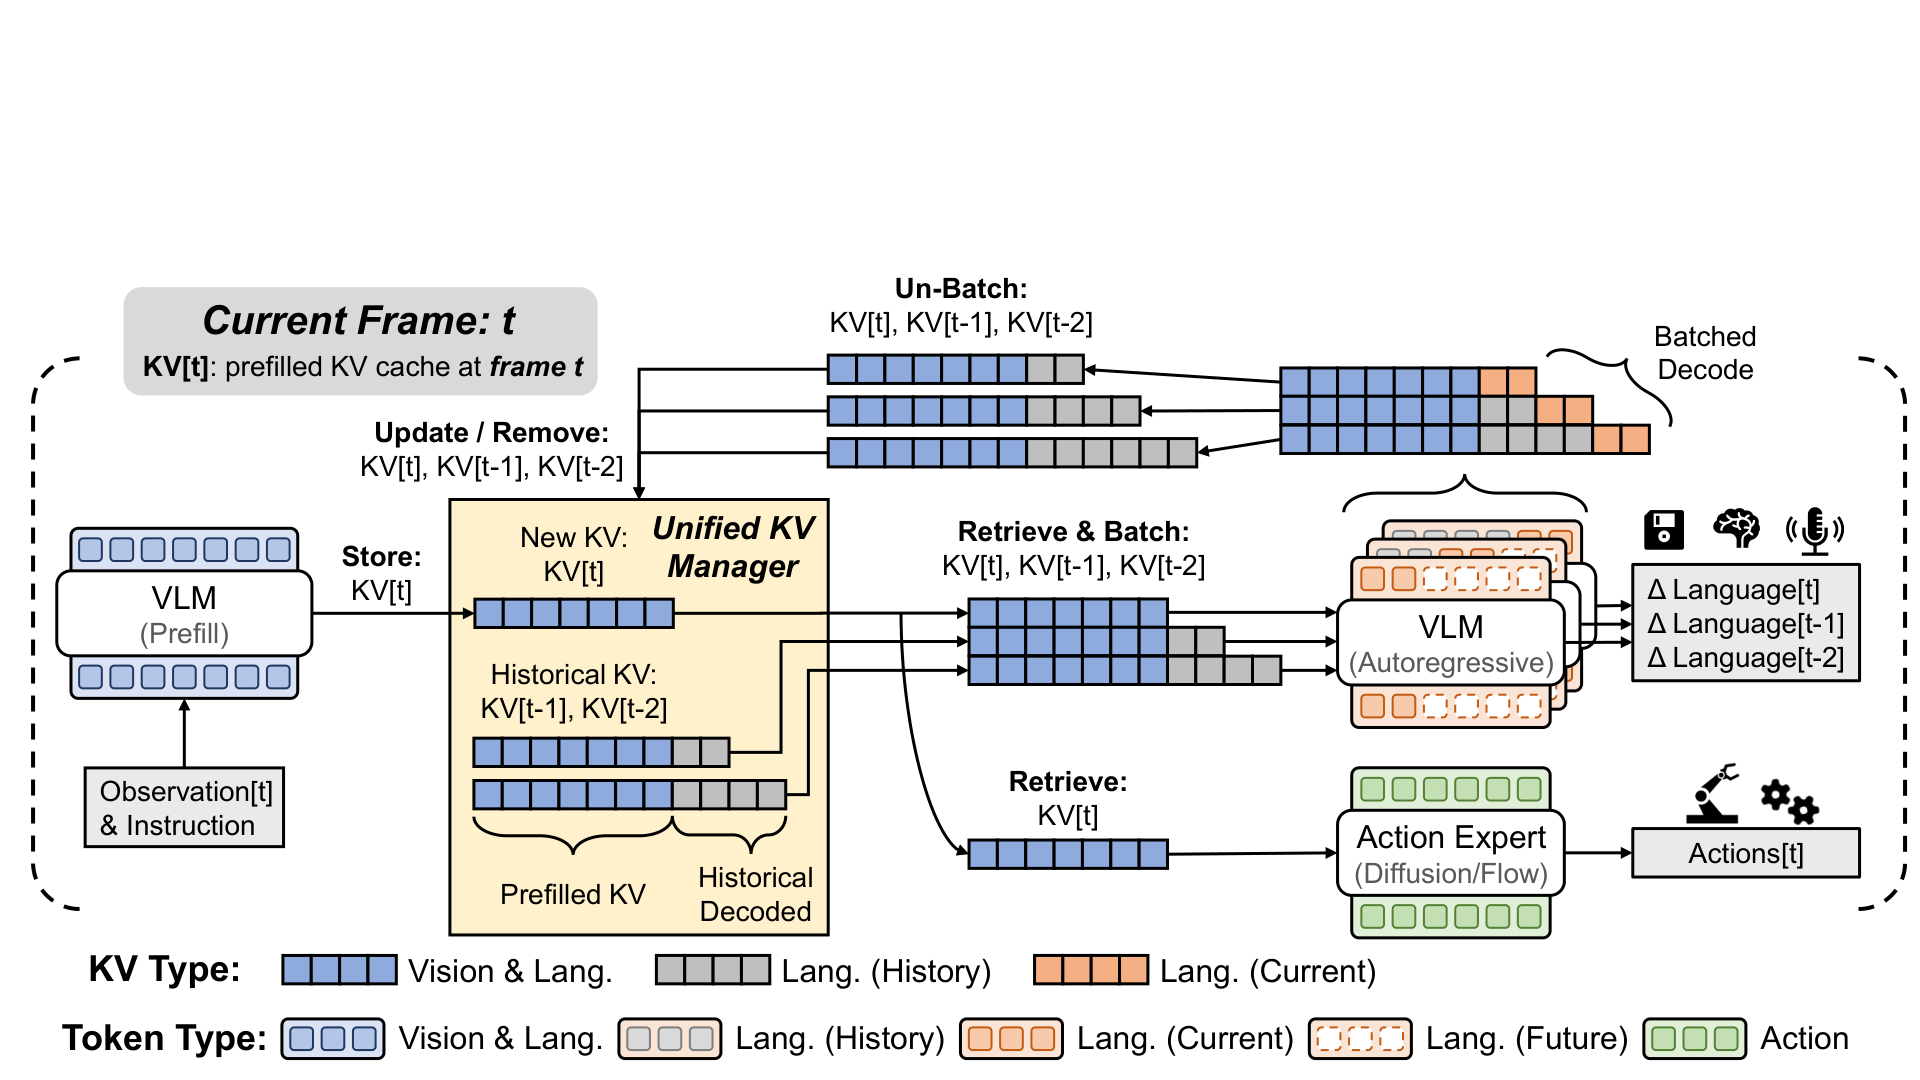 Current Frame: t
KV[t]: prefilled KV cache at frame t
Un-Batch:
KV[t], KV[t-1], KV[t-2]
Batched
Decode
Update / Remove:
KV[t], KV[t-1], KV[t-2]
VLM
(Prefill)
Observation[t]
& Instruction
Store:
KV[t]
Unified KV
Manager
New KV:
KV[t]
Historical KV:
KV[t-1], KV[t-2]
Prefilled KV
Historical
Decoded
Retrieve & Batch:
KV[t], KV[t-1], KV[t-2]
Retrieve:
KV[t]
VLM
(Autoregressive)
Δ Language[t]
Δ Language[t-1]
Δ Language[t-2]
Action Expert
(Diffusion/Flow)
Actions[t]
KV Type: Vision & Lang. Lang. (History) Lang. (Current)
Token Type: Vision & Lang. Lang. (History) Lang. (Current) Lang. (Future) Action